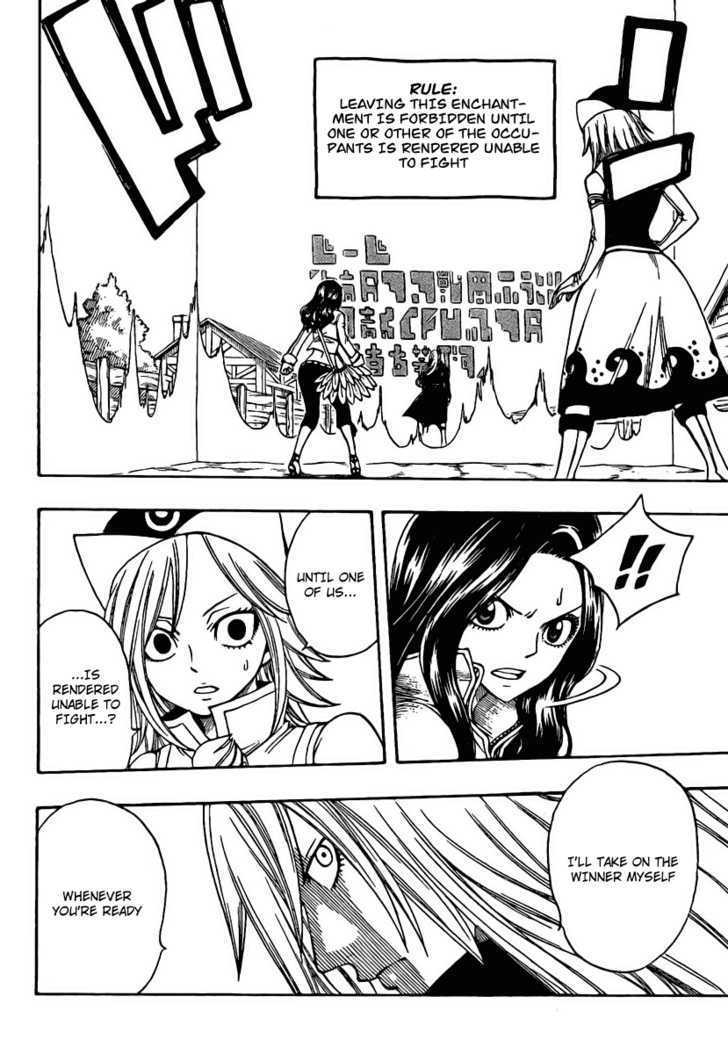 RULE:
LEAVING THIS ENCHANT-
MENT IS FORBIDDEN UNTIL
ONE OR OTHER OF THE OCCU-
PANTS IS RENDERED UNABLE
TO FIGHT
!!
UNTIL ONE
OF US...
...IS
RENDERED
UNABLE TO
FIGHT...?
I'LL TAKE ON THE
WINNER MYSELF
WHENEVER
YOU'RE READY